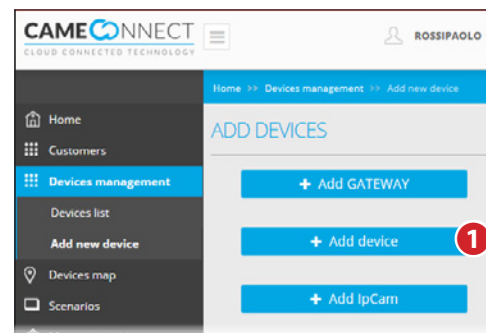 CAMECONNECT
CLOUD CONNECTED TECHNOLOGY
ROSSIPAOLO
Home >> Devices management >> Add new device
Home
Customers
Devices management
Devices list
Add new device
Devices map
Scenarios
ADD DEVICES
+ Add GATEWAY
+ Add device
1
+ Add IpCam